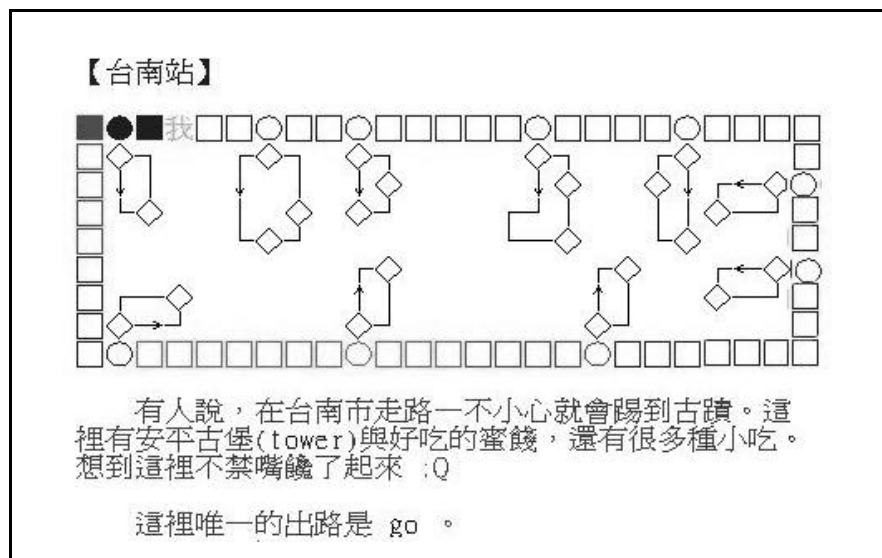 【台南站】
我
有人說，在台南市走路一不小心就會踢到古蹟。這
裡有安平古堡(tower)與好吃的蜜餞，還有很多種小吃。
想到這裡不禁嘴饞了起來 :Q
這裡唯一的出路是 go 。